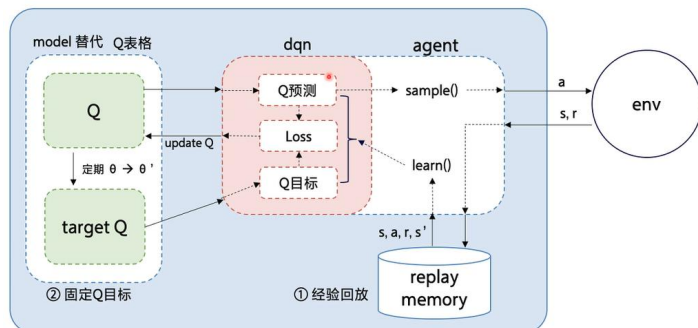 model 替代 Q表格
dqn
agent
Q预测
sample()
a
env
Q
s, r
Loss
update Q
learn()
定期 θ → θ'
Q目标
target Q
s, a, r, s'
replay
memory
② 固定Q目标
① 经验回放